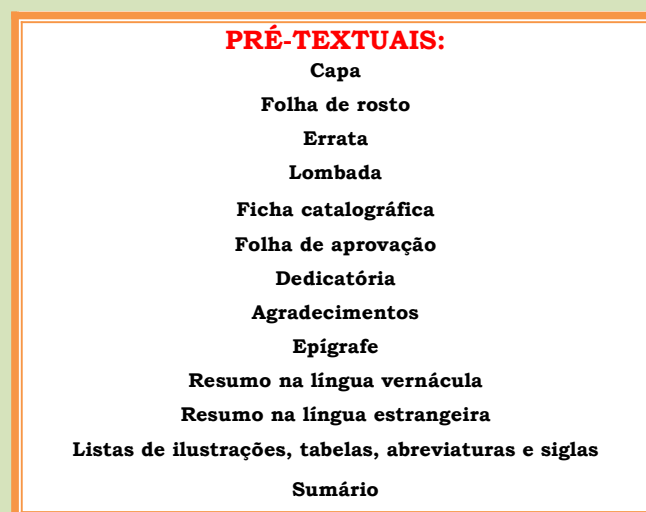 PRÉ-TEXTUAIS:
Capa
Folha de rosto
Errata
Lombada
Ficha catalográfica
Folha de aprovação
Dedicatória
Agradecimentos
Epígrafe
Resumo na língua vernácula
Resumo na língua estrangeira
Listas de ilustrações, tabelas, abreviaturas e siglas
Sumário